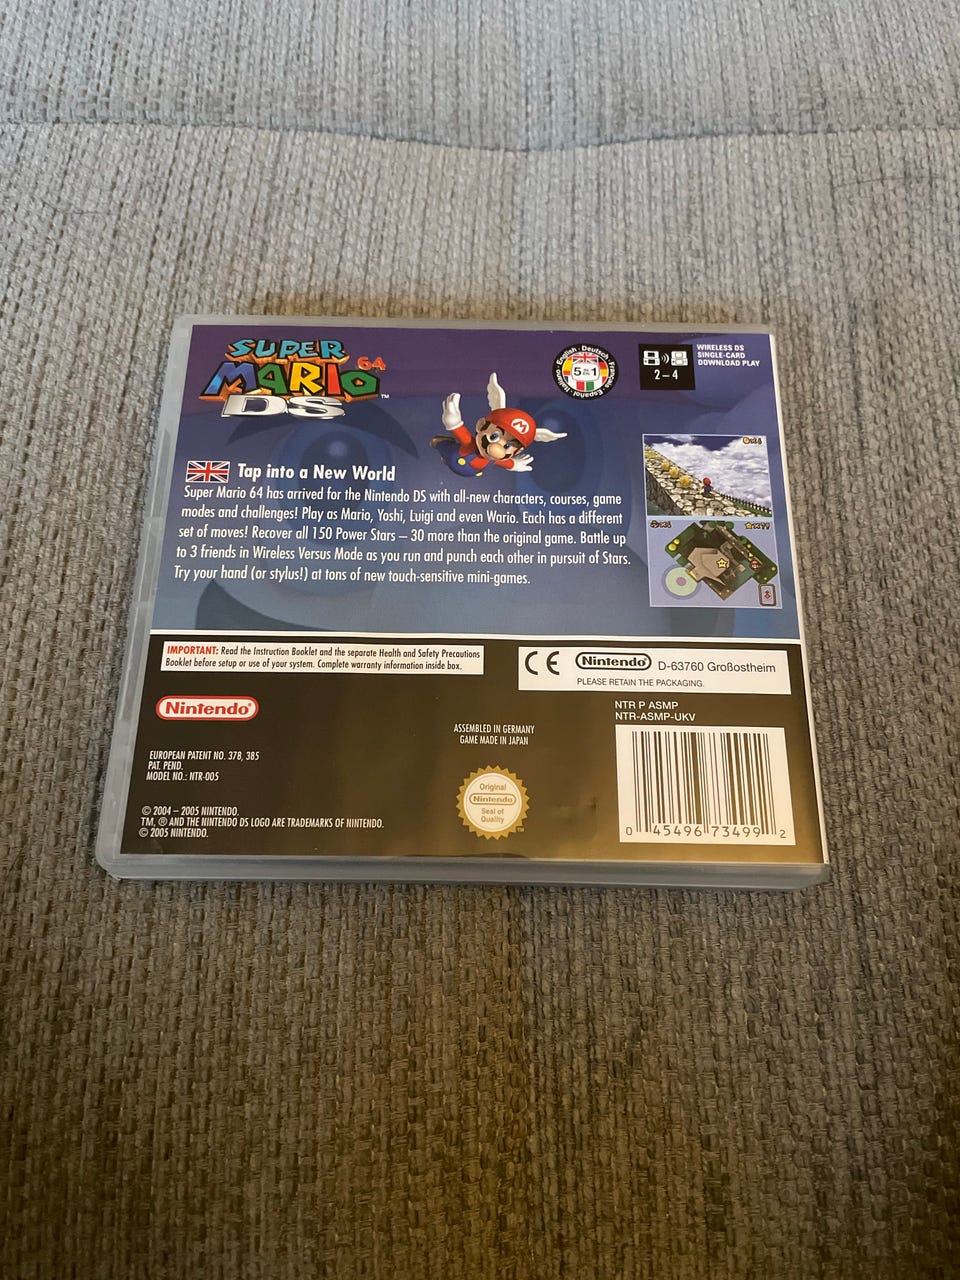 SUPER
MARIO 64™
DS
English · Deutsch · Français · Español · Italiano
5 IN 1
2–4
WIRELESS DS
SINGLE-CARD
DOWNLOAD PLAY
Tap into a New World
Super Mario 64 has arrived for the Nintendo DS with all-new characters, courses, game
modes and challenges! Play as Mario, Yoshi, Luigi and even Wario. Each has a different
set of moves! Recover all 150 Power Stars – 30 more than the original game. Battle up
to 3 friends in Wireless Versus Mode as you run and punch each other in pursuit of Stars.
Try your hand (or stylus!) at tons of new touch-sensitive mini-games.
IMPORTANT: Read the Instruction Booklet and the separate Health and Safety Precautions
Booklet before setup or use of your system. Complete warranty information inside box.
CE Nintendo® D-63760 Großostheim
PLEASE RETAIN THE PACKAGING.
Nintendo®
NTR P ASMP
NTR-ASMP-UKV
ASSEMBLED IN GERMANY
GAME MADE IN JAPAN
EUROPEAN PATENT NO. 378, 385
PAT. PEND.
MODEL NO.: NTR-005
Original
Nintendo
Seal of
Quality
™
© 2004 – 2005 NINTENDO.
TM, ® AND THE NINTENDO DS LOGO ARE TRADEMARKS OF NINTENDO.
© 2005 NINTENDO.
0 45496 73499 2